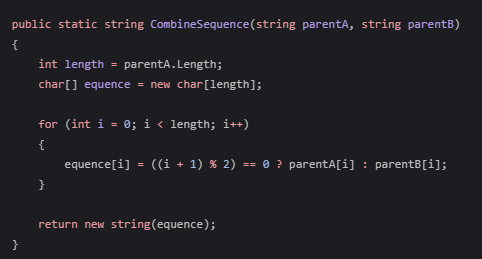 public static string CombineSequence(string parentA, string parentB)
{
    int length = parentA.Length;
    char[] equence = new char[length];

    for (int i = 0; i < length; i++)
    {
        equence[i] = ((i + 1) % 2) == 0 ? parentA[i] : parentB[i];
    }

    return new string(equence);
}